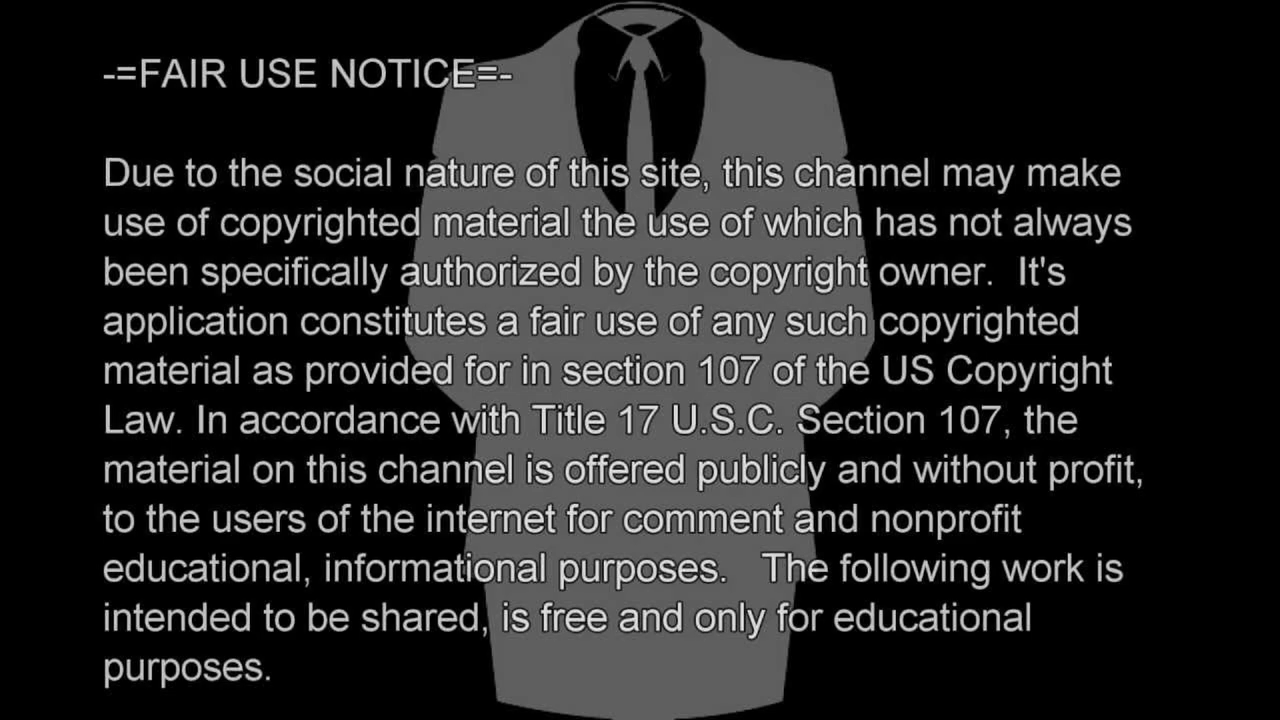 -=FAIR USE NOTICE=-
Due to the social nature of this site, this channel may make
use of copyrighted material the use of which has not always
been specifically authorized by the copyright owner.  It's
application constitutes a fair use of any such copyrighted
material as provided for in section 107 of the US Copyright
Law. In accordance with Title 17 U.S.C. Section 107, the
material on this channel is offered publicly and without profit,
to the users of the internet for comment and nonprofit
educational, informational purposes.   The following work is
intended to be shared, is free and only for educational
purposes.